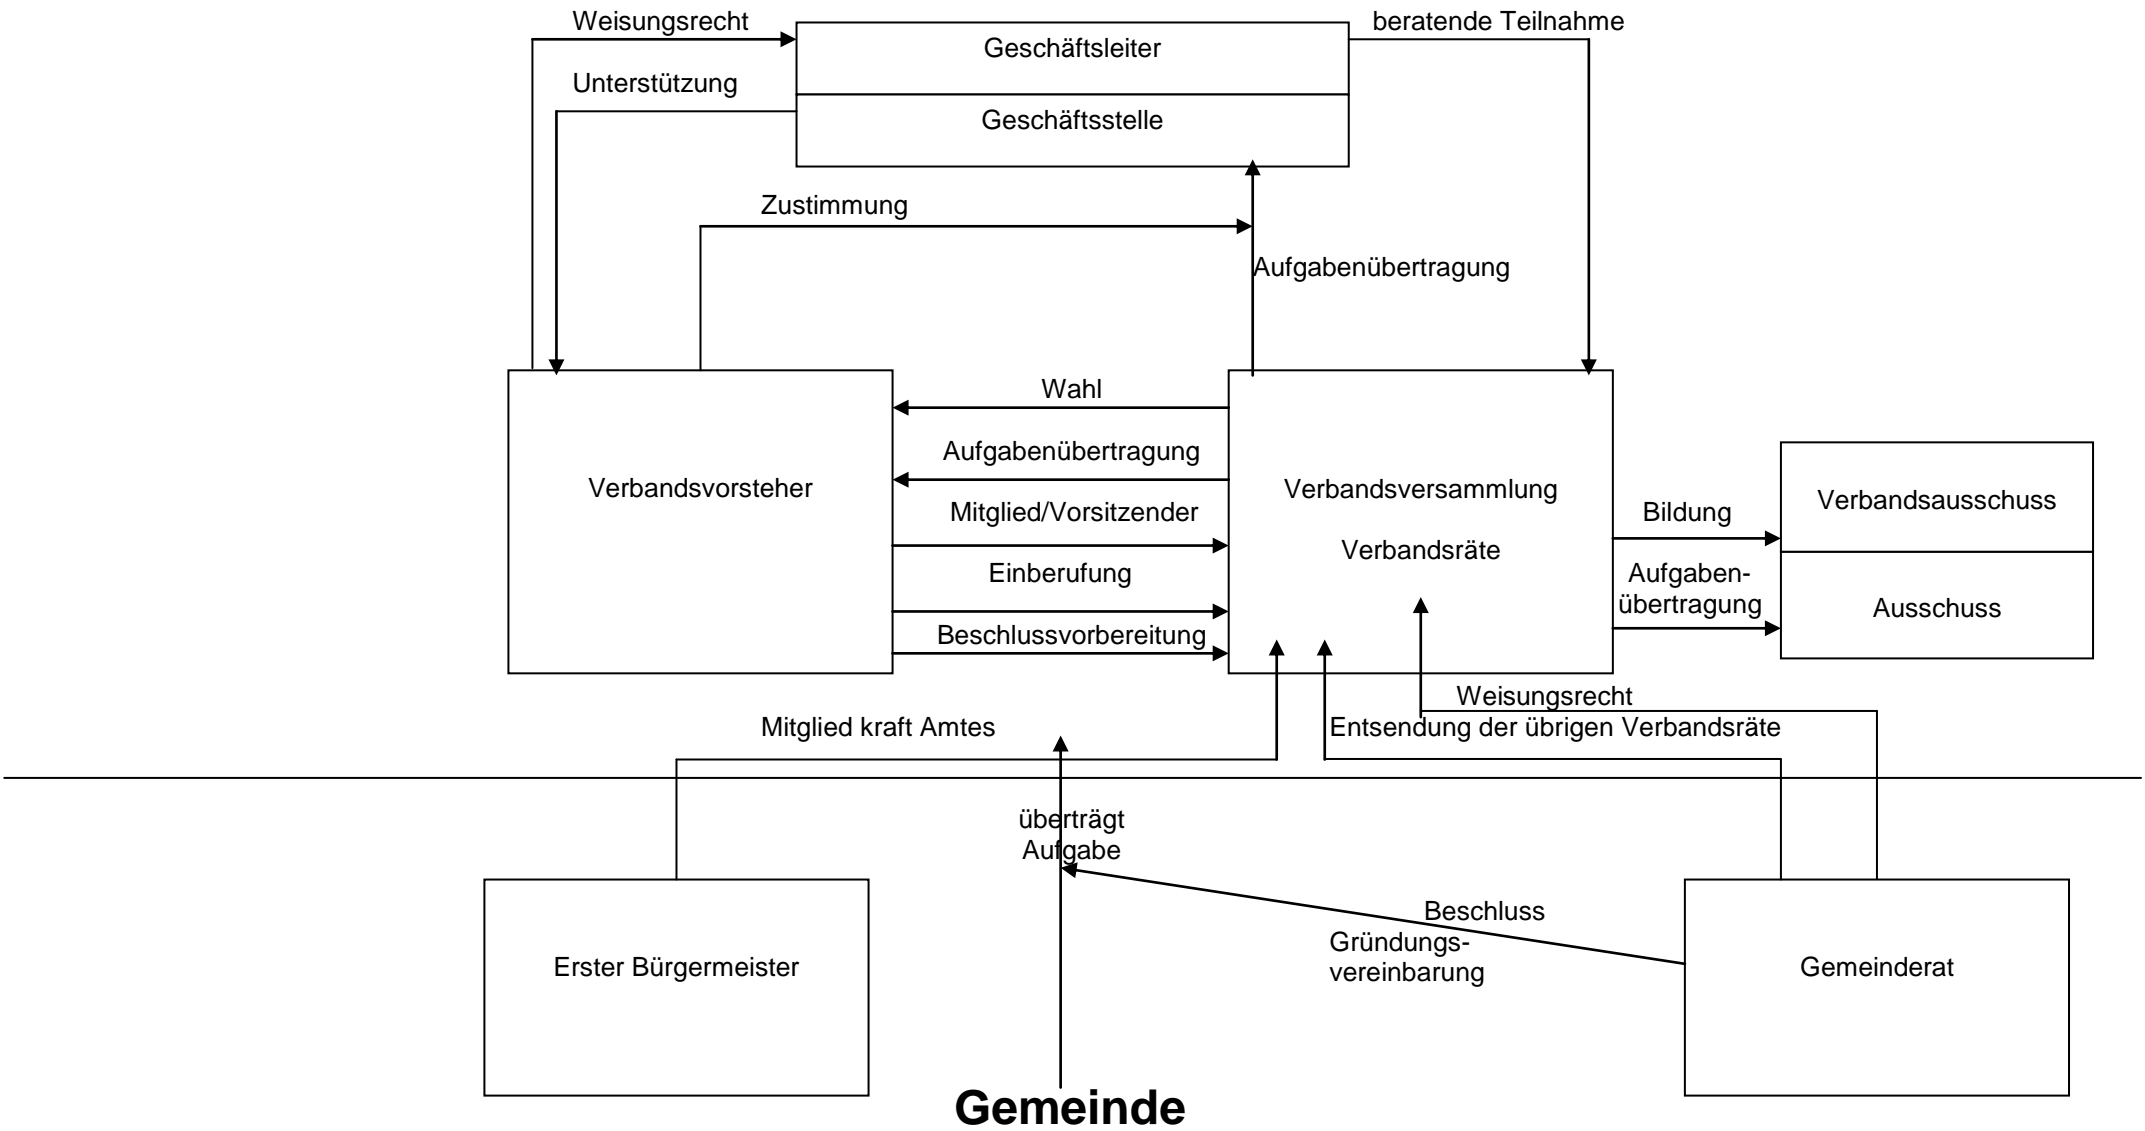 Weisungsrecht
beratende Teilnahme
Geschäftsleiter
Unterstützung
Geschäftsstelle
Zustimmung
Aufgabenübertragung
Wahl
Aufgabenübertragung
Verbandsvorsteher
Verbandsversammlung
Mitglied/Vorsitzender
Verbandsräte
Einberufung
Beschlussvorbereitung
Bildung
Verbandsausschuss
Aufgaben-
übertragung
Ausschuss
Weisungsrecht
Mitglied kraft Amtes
Entsendung der übrigen Verbandsräte
überträgt
Aufgabe
Beschluss
Gründungs-
vereinbarung
Erster Bürgermeister
Gemeinderat
Gemeinde